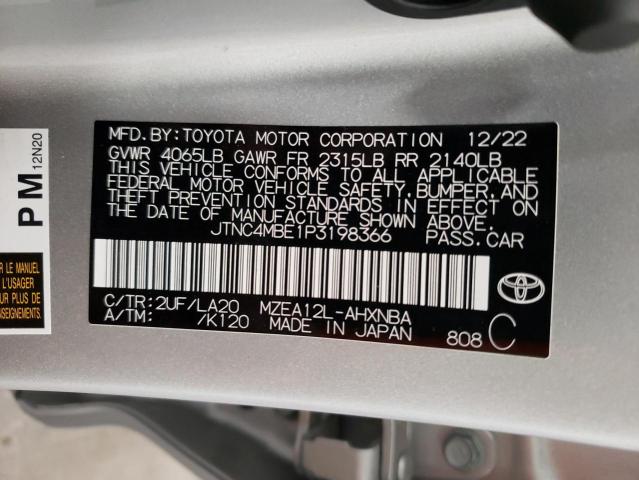 MFD.BY:TOYOTA MOTOR CORPORATION 12/22
GVWR 4065LB GAWR FR 2315LB RR 2140LB
THIS VEHICLE CONFORMS TO ALL APPLICABLE
FEDERAL MOTOR VEHICLE SAFETY,BUMPER,AND
THEFT PREVENTION STANDARDS IN EFFECT ON
THE DATE OF MANUFACTURE SHOWN ABOVE.
JTNC4MBE1P3198366 PASS.CAR
C/TR:2UF/LA20 MZEA12L-AHXNBA
A/TM: /K120 MADE IN JAPAN 808 C
PM 12N20
R LE MANUEL
L'USAGER
UR PLUS DE
NSEIGNEMENTS